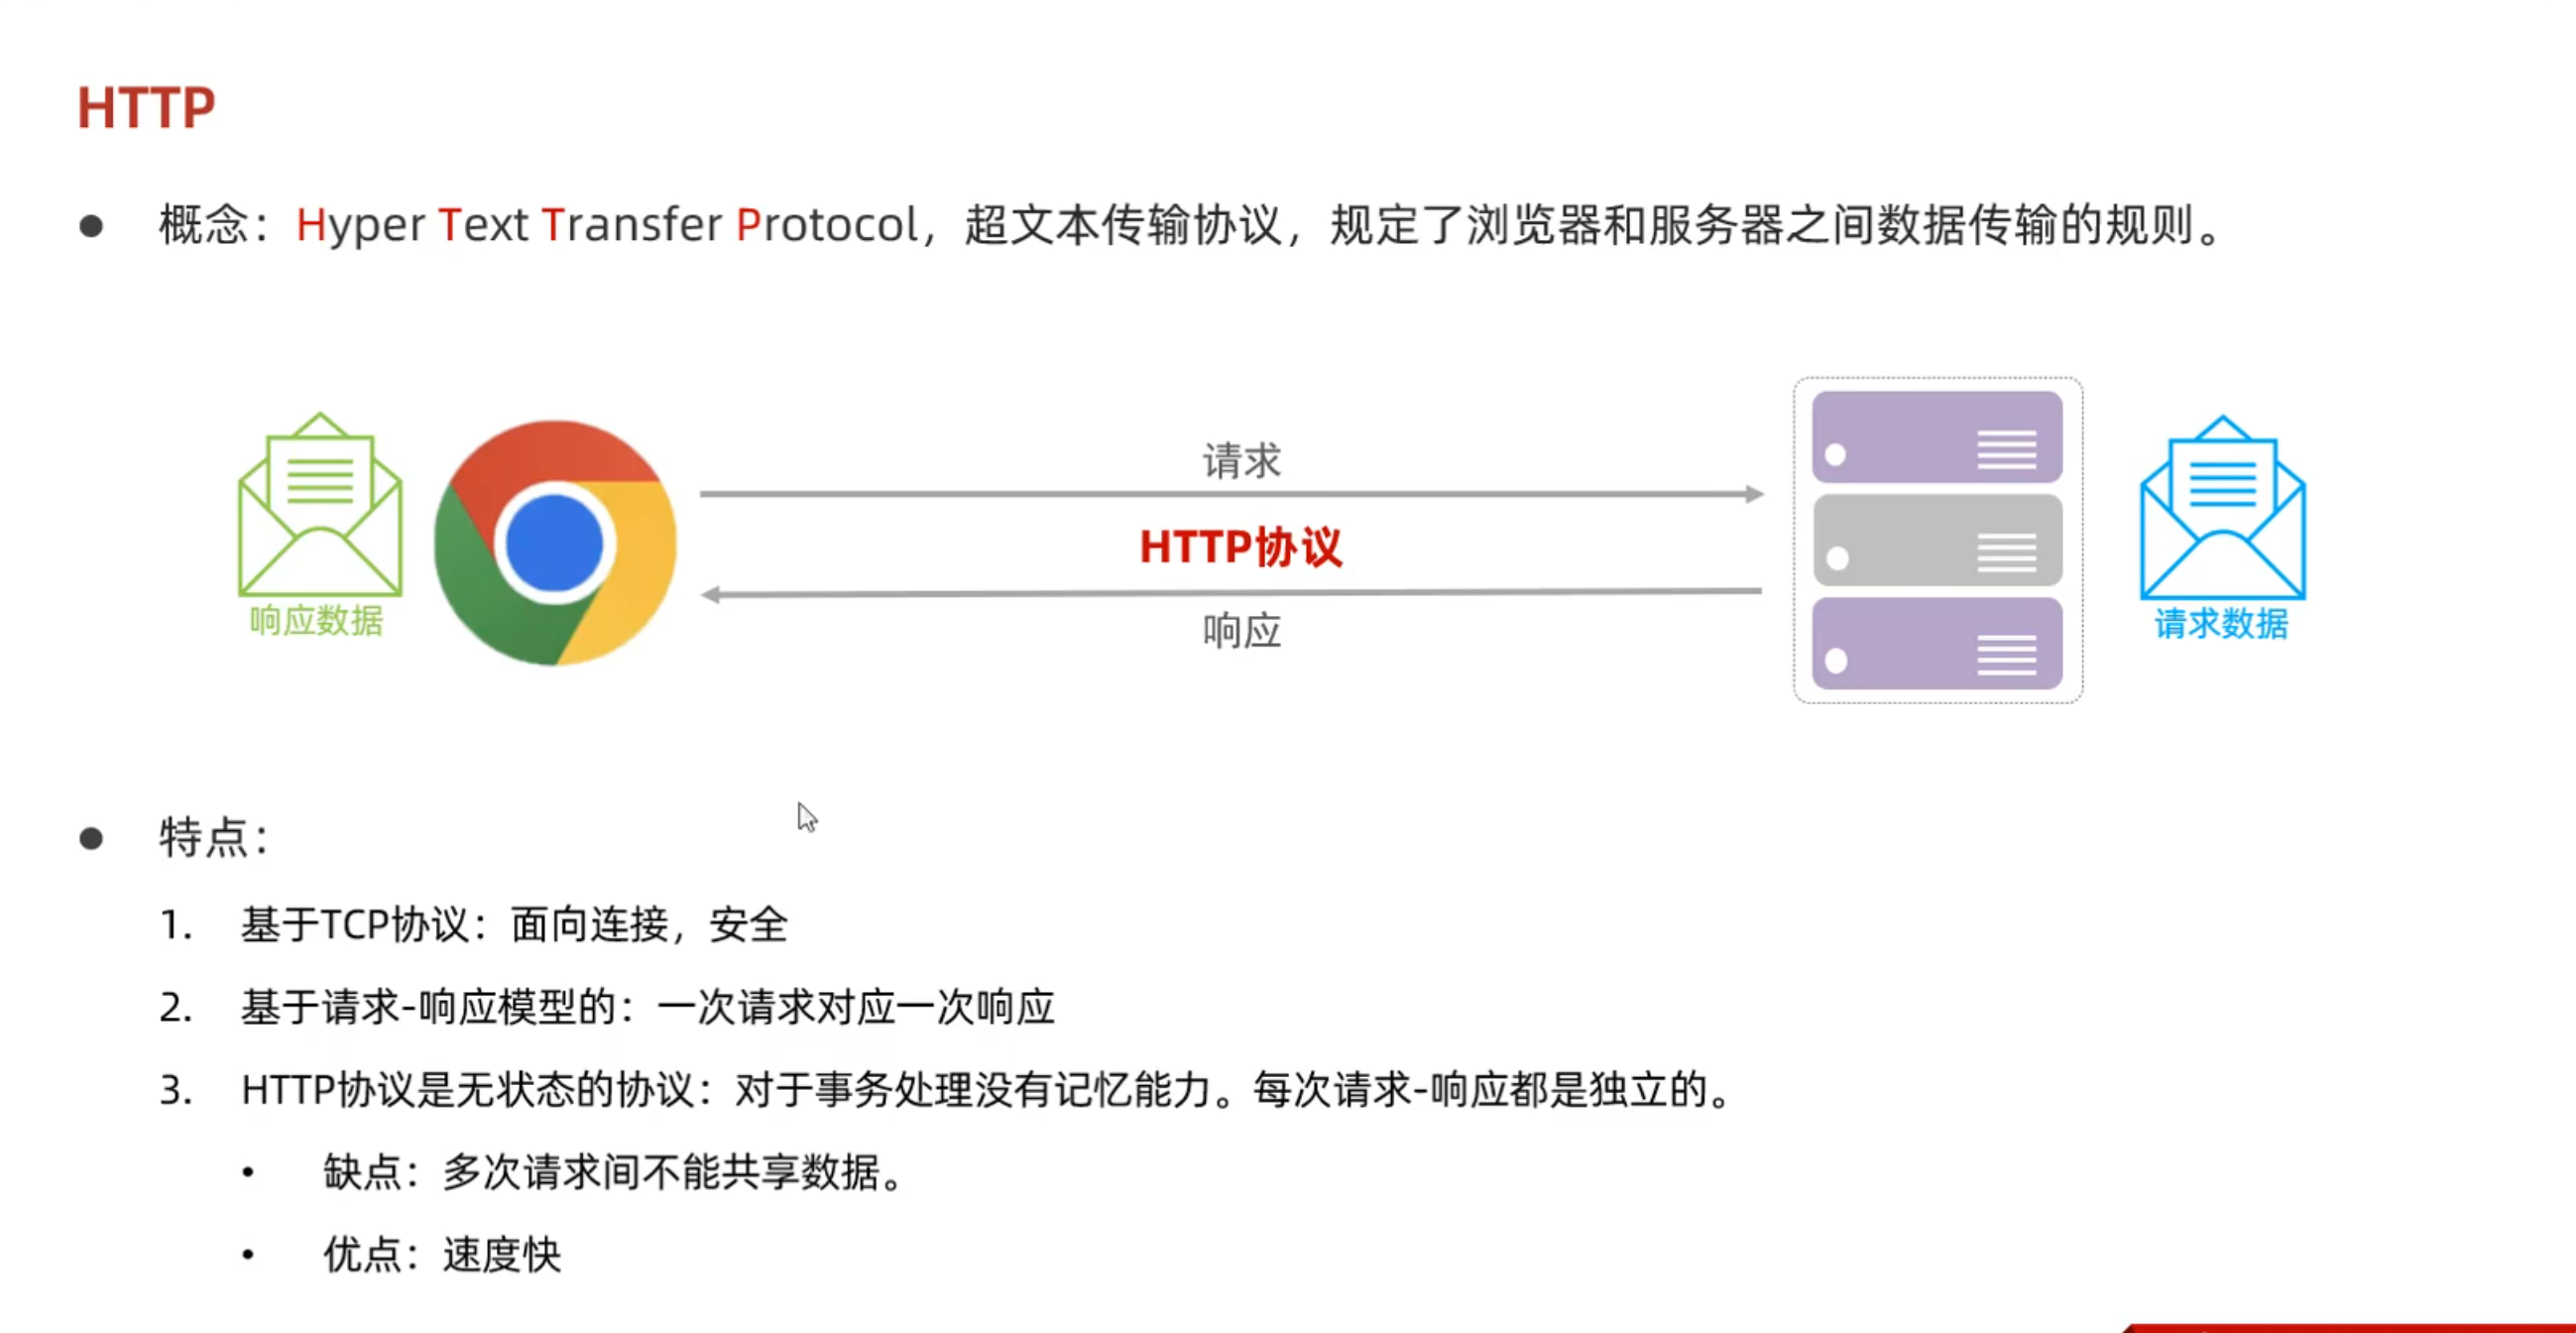 HTTP
● 概念：Hyper Text Transfer Protocol，超文本传输协议，规定了浏览器和服务器之间数据传输的规则。
请求
HTTP协议
响应
响应数据
请求数据
● 特点：
1. 基于TCP协议：面向连接，安全
2. 基于请求-响应模型的：一次请求对应一次响应
3. HTTP协议是无状态的协议：对于事务处理没有记忆能力。每次请求-响应都是独立的。
• 缺点：多次请求间不能共享数据。
• 优点：速度快